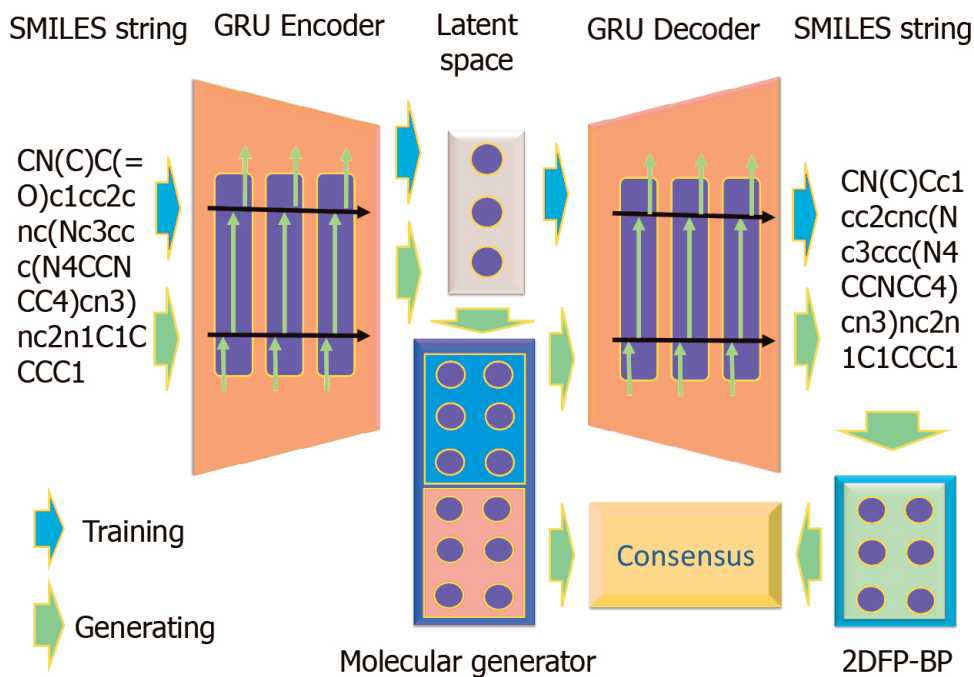 SMILES string
GRU Encoder
Latent
space
GRU Decoder
SMILES string
CN(C)C(=
O)c1cc2c
nc(Nc3cc
c(N4CCN
CC4)cn3)
nc2n1C1C
CCC1
CN(C)Cc1
cc2cnc(N
c3ccc(N4
CCNCC4)
cn3)nc2n
1C1CCC1
Training
Generating
Consensus
Molecular generator
2DFP-BP